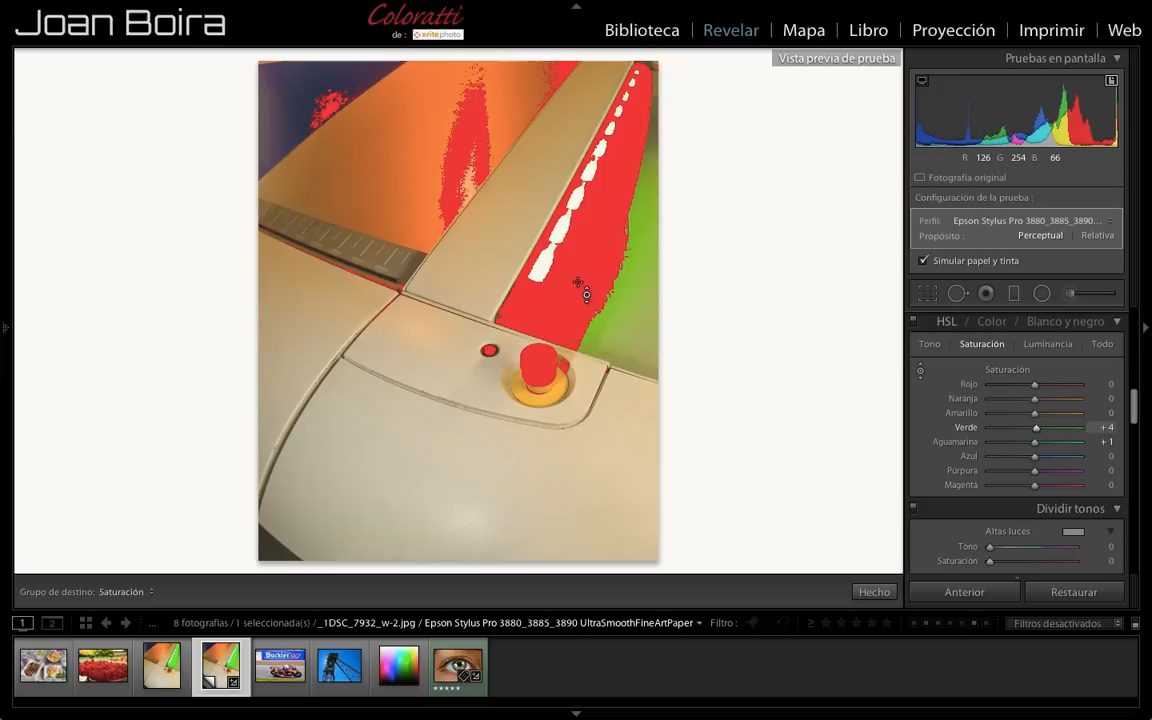 Joan Boira
Coloratti
de : x-rite photo
Biblioteca | Revelar | Mapa | Libro | Proyección | Imprimir | Web
Vista previa de prueba
Pruebas en pantalla
R 126 G 254 B 66
Fotografía original
Configuración de la prueba :
Perfil: Epson Stylus Pro 3880_3885_3890...
Propósito : Perceptual Relativa
Simular papel y tinta
HSL / Color / Blanco y negro
Tono Saturación Luminancia Todo
Saturación
Rojo 0
Naranja 0
Amarillo 0
Verde + 4
Aguamarina + 1
Azul 0
Púrpura 0
Magenta 0
Dividir tonos
Altas luces
Tono 0
Saturación 0
Grupo de destino: Saturación
Hecho
Anterior
Restaurar
1 2 ... 8 fotografías / 1 seleccionada(s) / _1DSC_7932_w-2.jpg / Epson Stylus Pro 3880_3885_3890 UltraSmoothFineArtPaper
Filtro :
Filtros desactivados